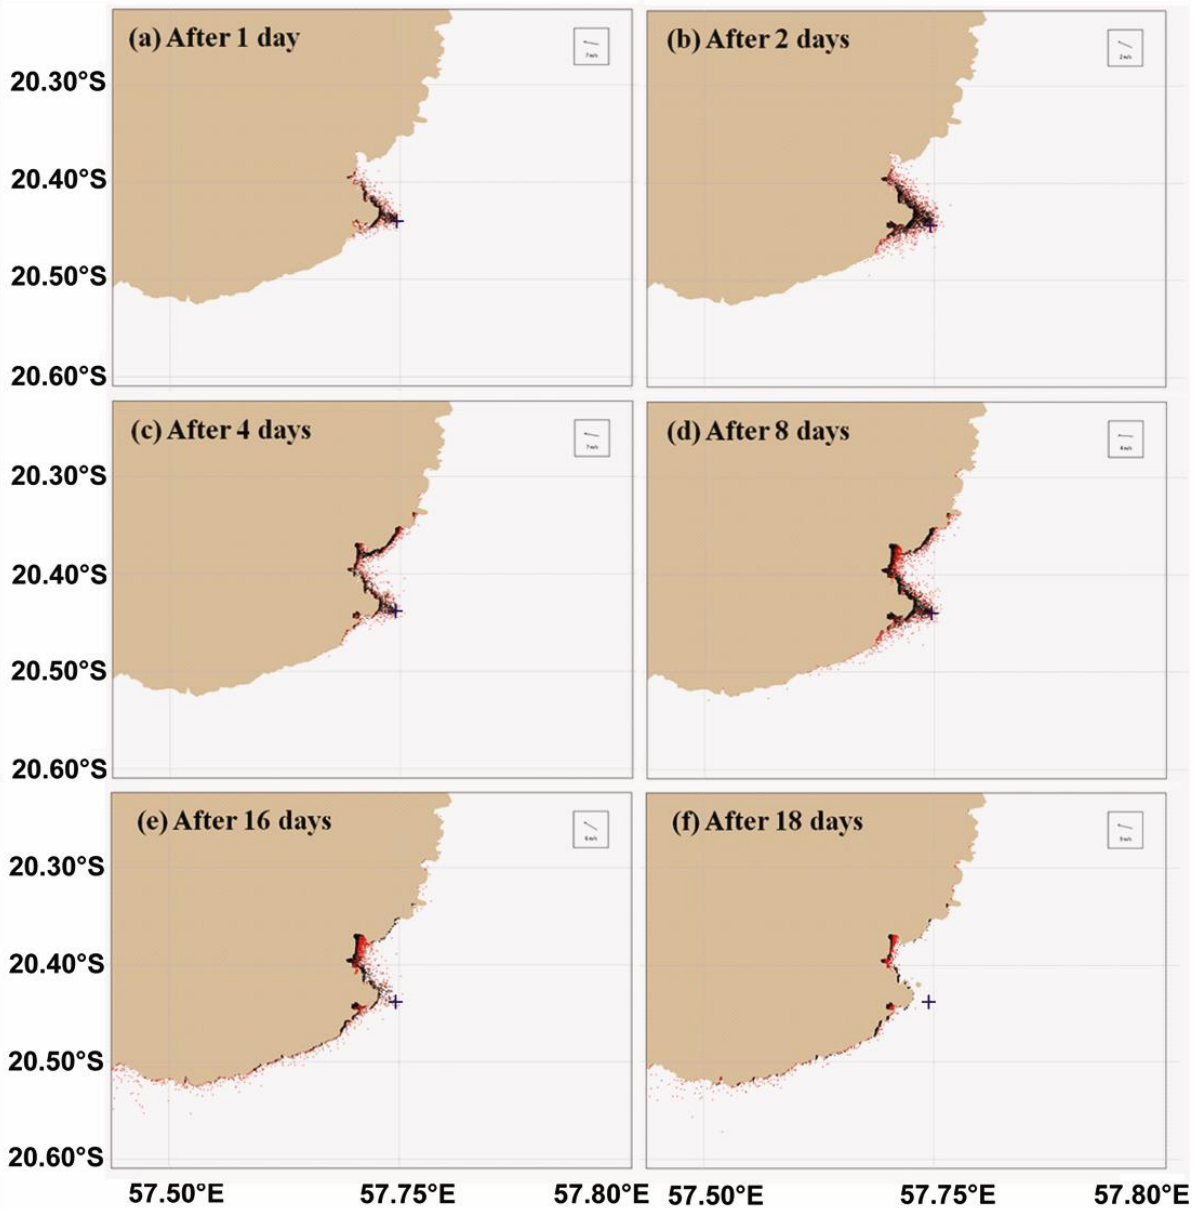 (a) After 1 day
(b) After 2 days
20.30°S
20.40°S
20.50°S
20.60°S
(c) After 4 days
(d) After 8 days
20.30°S
20.40°S
20.50°S
20.60°S
(e) After 16 days
(f) After 18 days
20.30°S
20.40°S
20.50°S
20.60°S
57.50°E 57.75°E 57.80°E 57.50°E 57.75°E 57.80°E